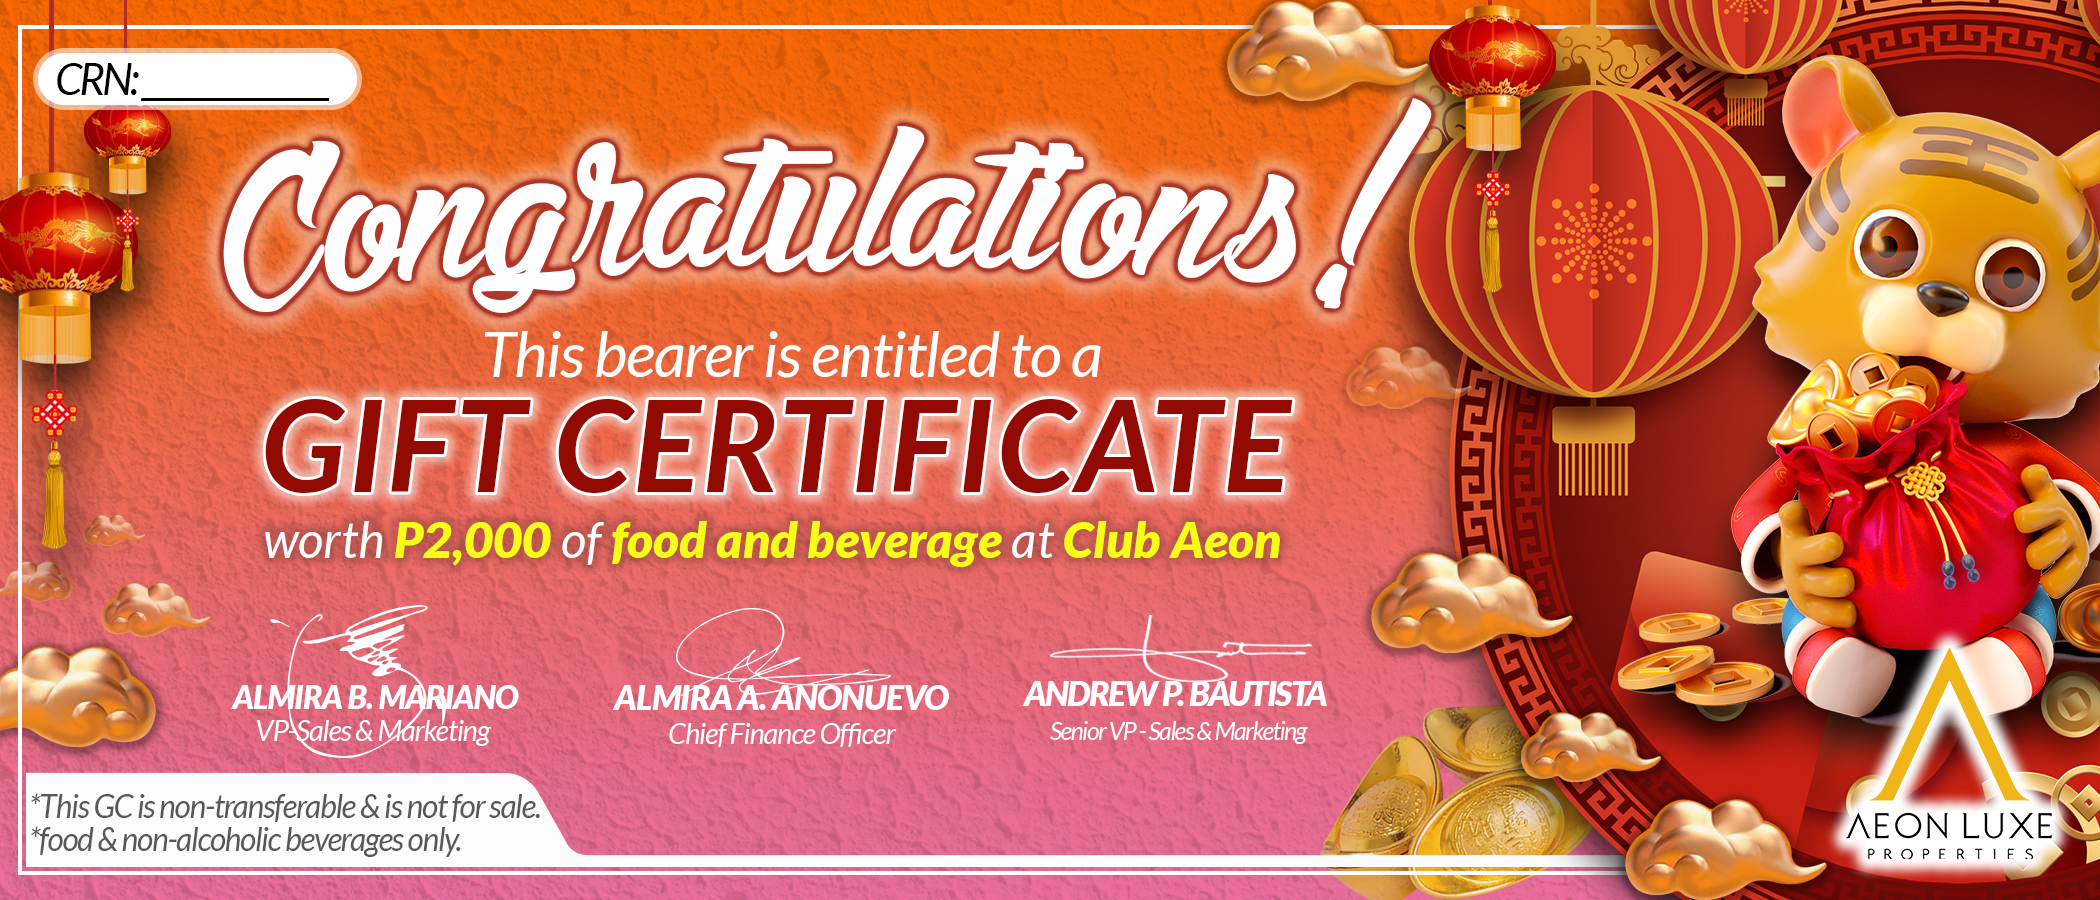 CRN:
Congratulations!
This bearer is entitled to a
GIFT CERTIFICATE
worth P2,000 of food and beverage at Club Aeon
ALMIRA B. MARIANO
VP-Sales & Marketing
ALMIRA A. ANONUEVO
Chief Finance Officer
ANDREW P. BAUTISTA
Senior VP - Sales & Marketing
*This GC is non-transferable & is not for sale.
*food & non-alcoholic beverages only.
AEON LUXE
PROPERTIES